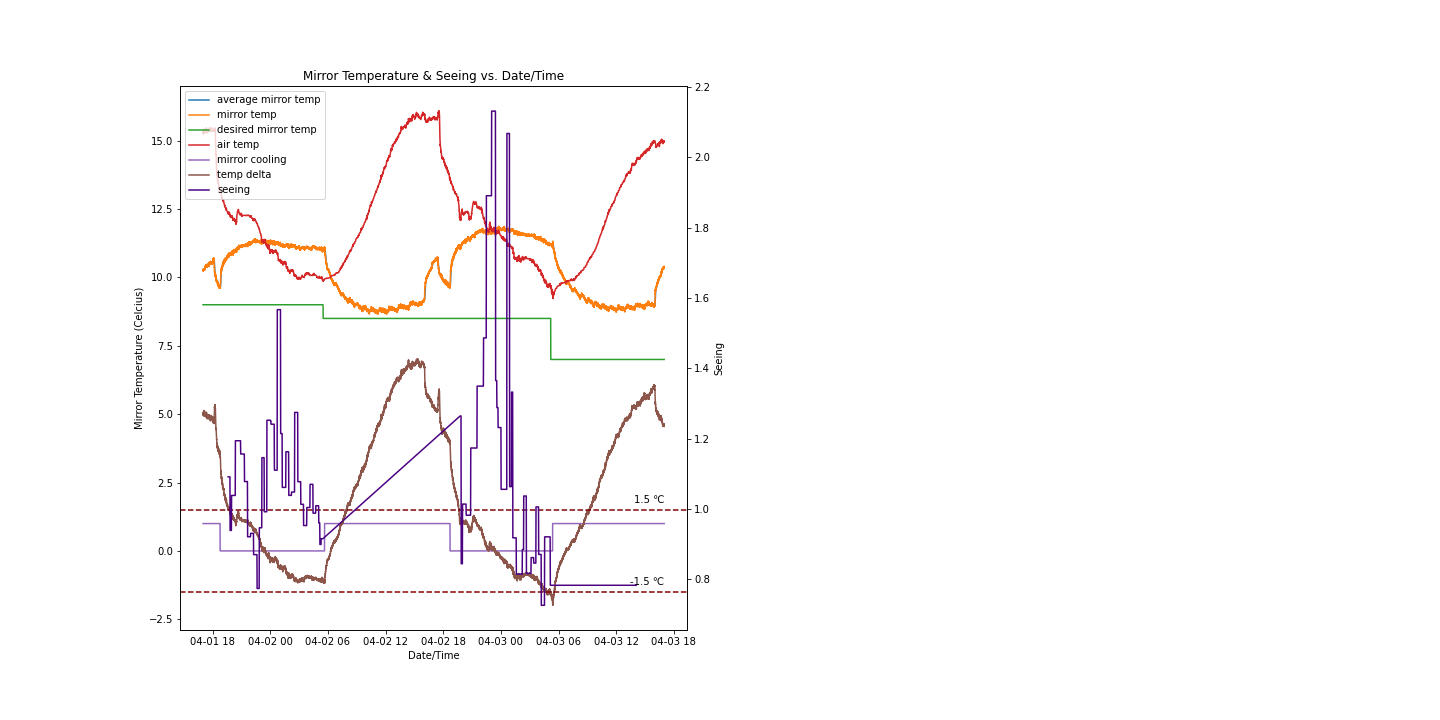 Mirror Temperature & Seeing vs. Date/Time
average mirror temp
mirror temp
desired mirror temp
air temp
mirror cooling
temp delta
seeing
15.0
12.5
10.0
7.5
5.0
2.5
0.0
−2.5
Mirror Temperature (Celcius)
2.2
2.0
1.8
1.6
1.4
1.2
1.0
0.8
Seeing
1.5 °C
-1.5 °C
04-01 18 04-02 00 04-02 06 04-02 12 04-02 18 04-03 00 04-03 06 04-03 12 04-03 18
Date/Time